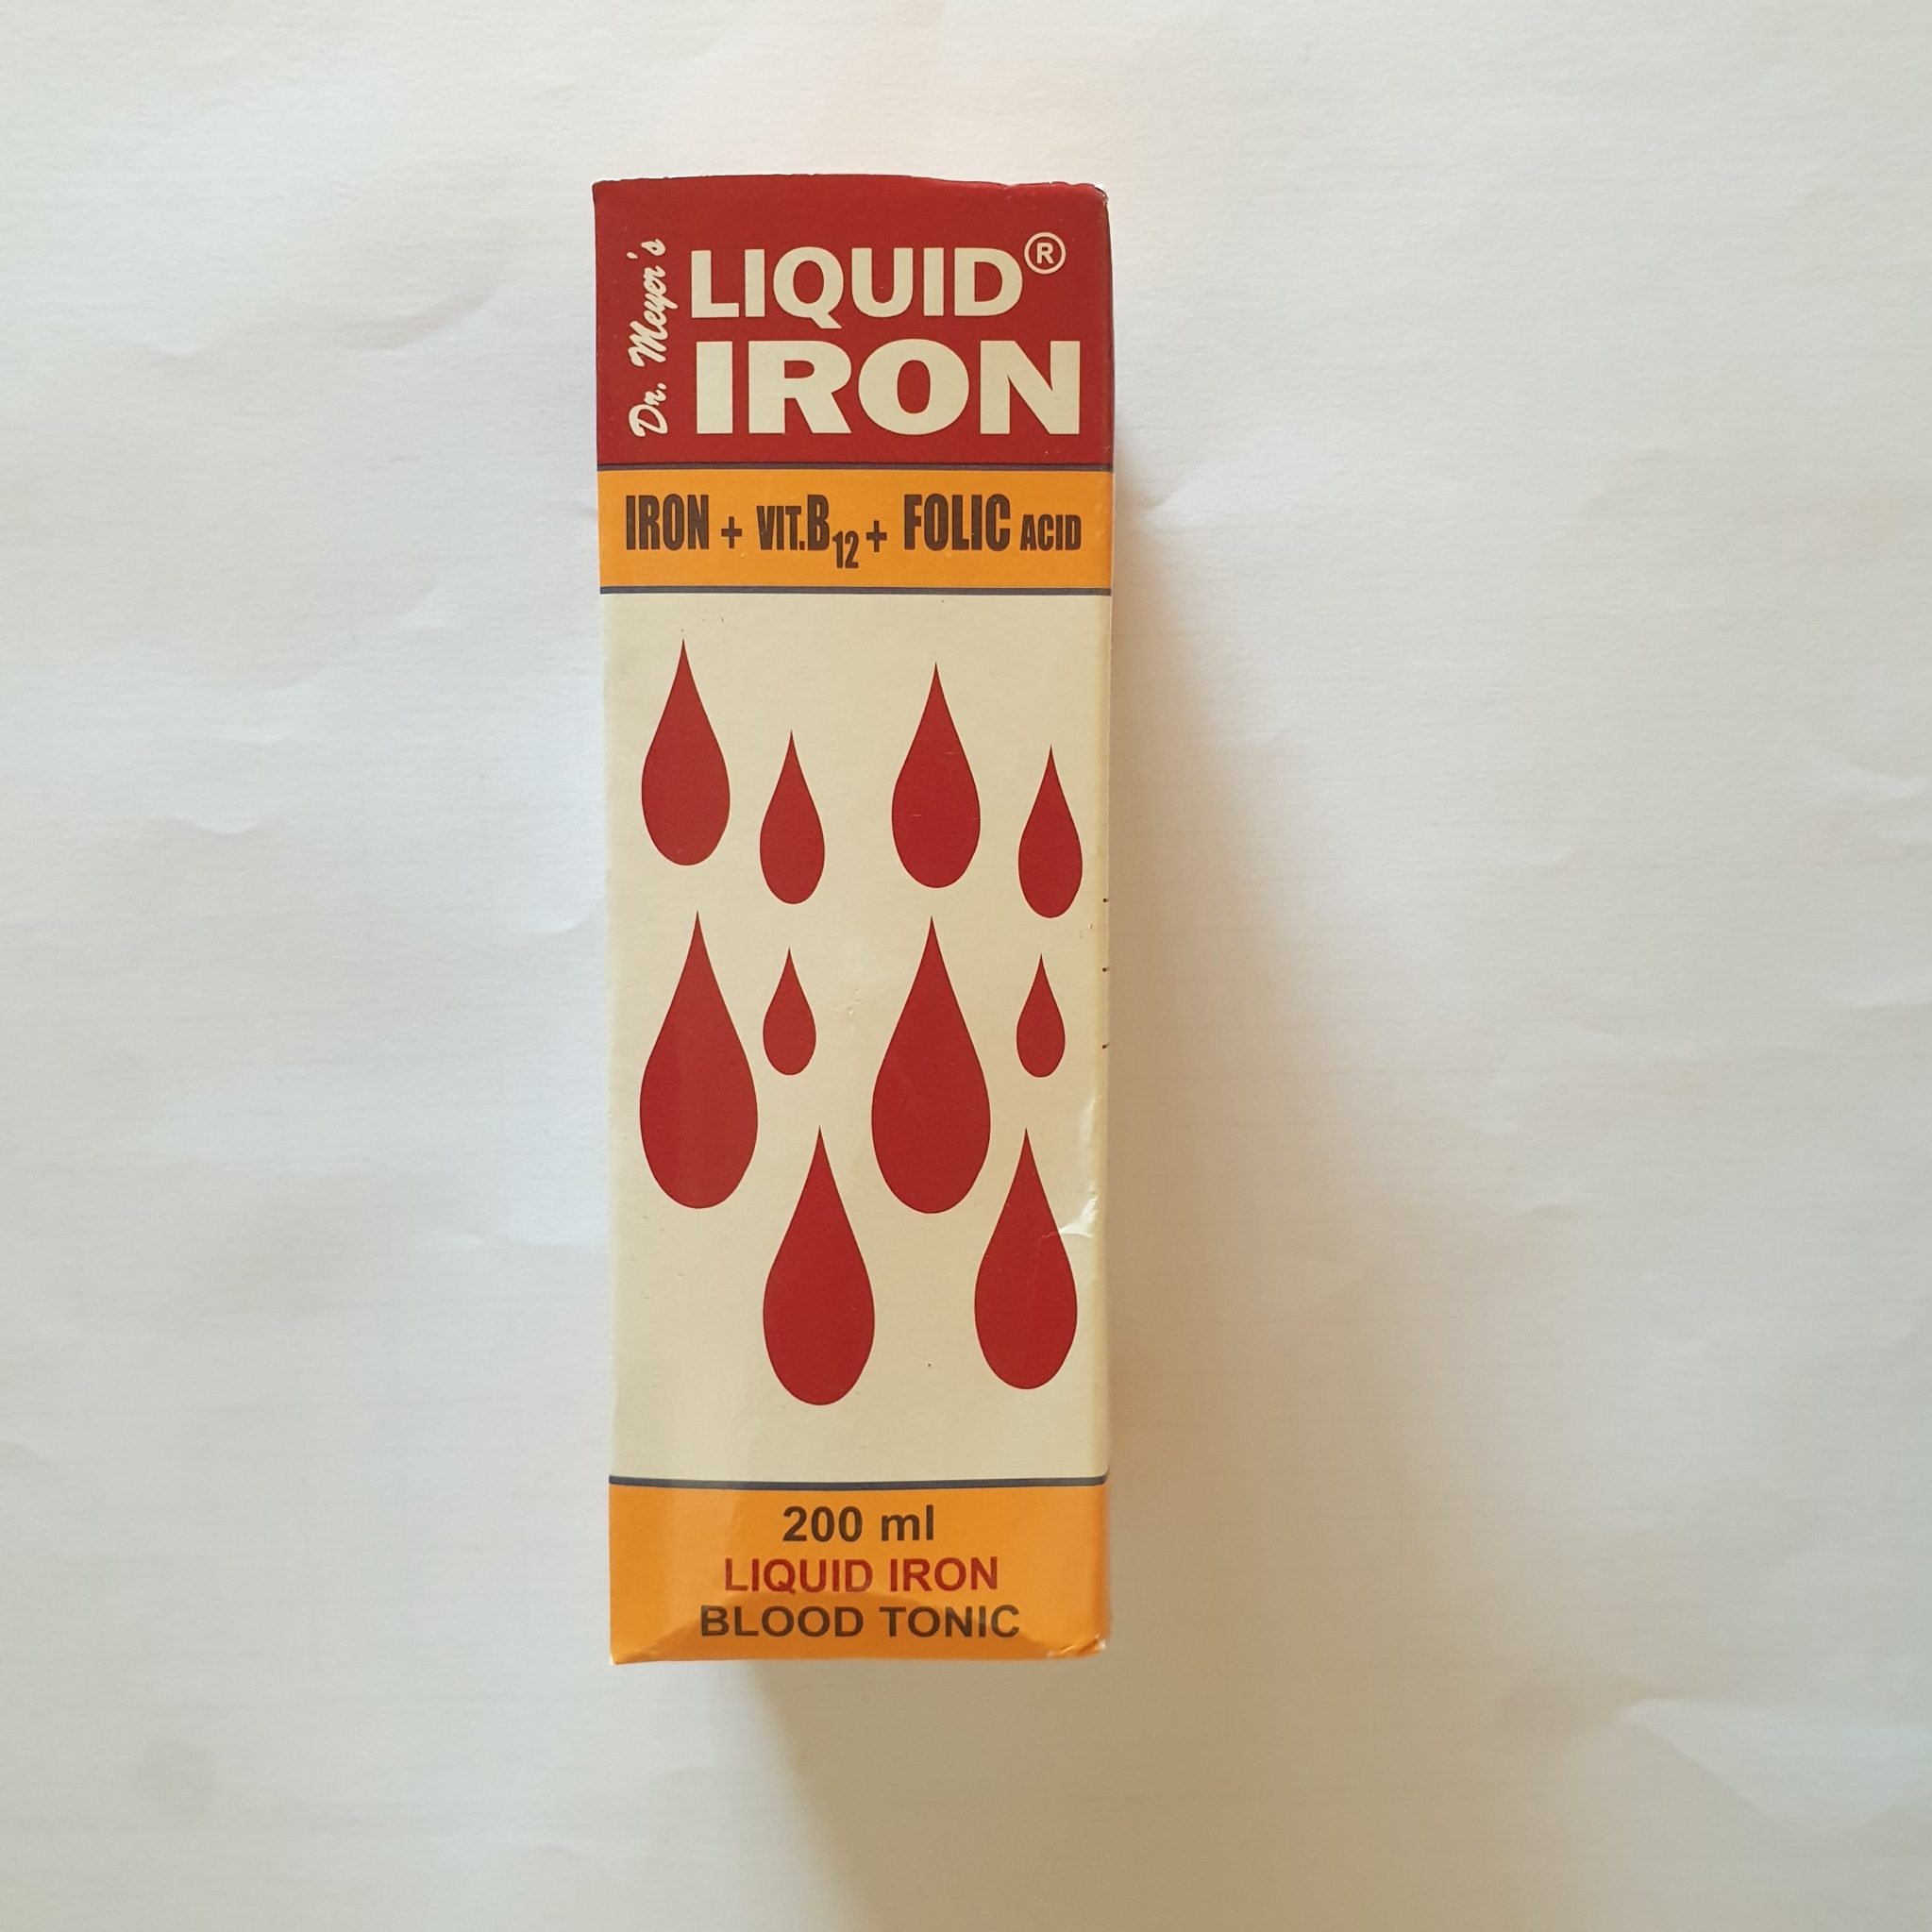 Dr. Meyer's
LIQUID®
IRON
IRON + VIT.B12 + FOLIC ACID
200 ml
LIQUID IRON
BLOOD TONIC